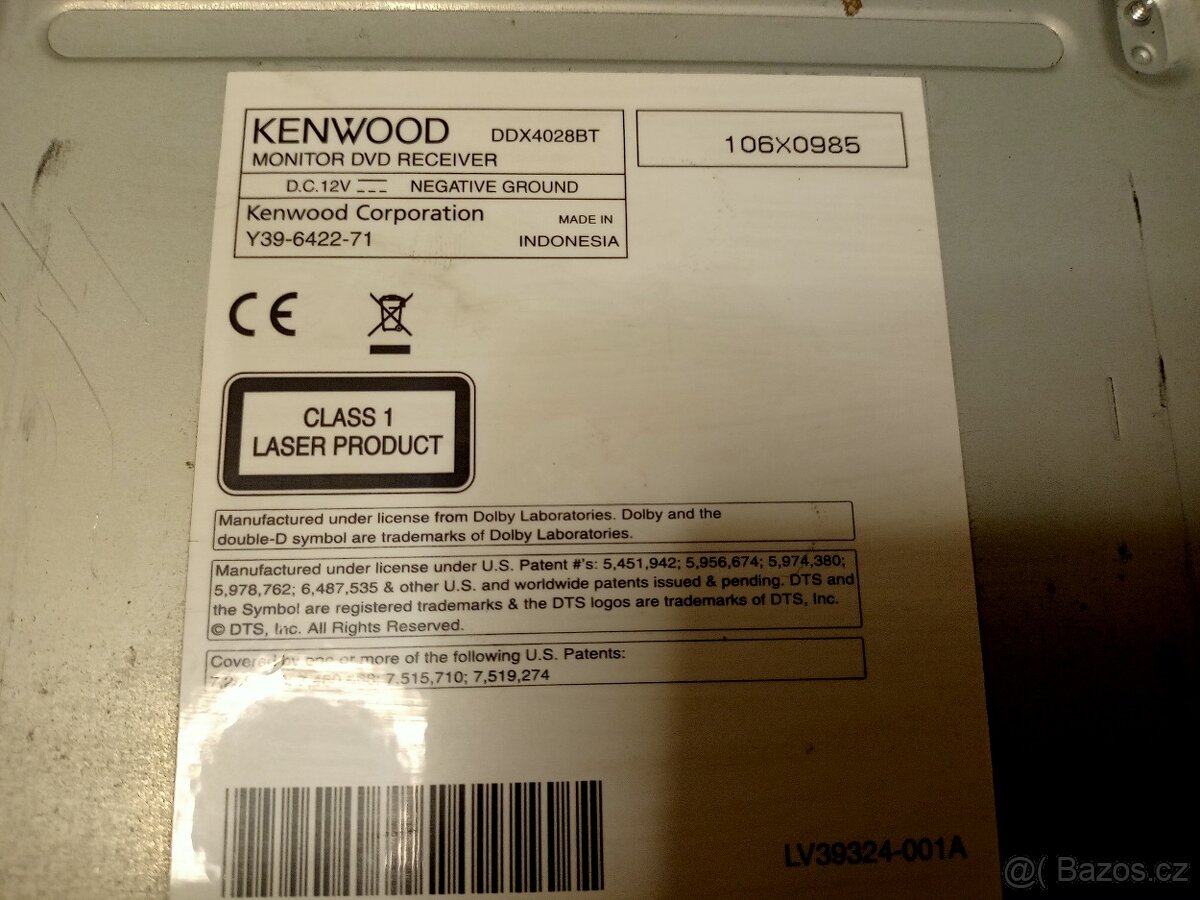 KENWOOD DDX4028BT
MONITOR DVD RECEIVER
D.C.12V NEGATIVE GROUND
Kenwood Corporation MADE IN
Y39-6422-71 INDONESIA
106X0985
CE
CLASS 1
LASER PRODUCT
Manufactured under license from Dolby Laboratories. Dolby and the
double-D symbol are trademarks of Dolby Laboratories.
Manufactured under license under U.S. Patent #'s: 5,451,942; 5,956,674; 5,974,380;
5,978,762; 6,487,535 & other U.S. and worldwide patents issued & pending. DTS and
the Symbol are registered trademarks & the DTS logos are trademarks of DTS, Inc.
© DTS, Inc. All Rights Reserved.
Covered by one or more of the following U.S. Patents:
7,515,710; 7,519,274
LV39324-001A
@( Bazos.cz